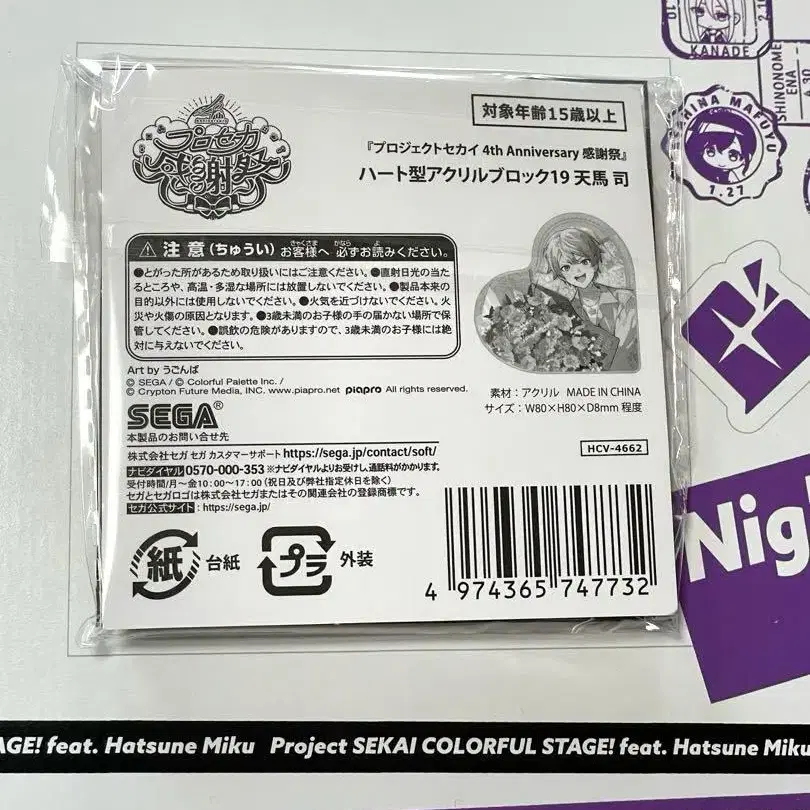 KANADE
2.10
10
SHINONOME
ENA
4.30
SHINA MAFUYU
1.27
プロセカ
感謝祭
対象年齢15歳以上
『プロジェクトセカイ 4th Anniversary 感謝祭』
ハート型アクリルブロック19 天馬 司
注意(ちゅうい) お客様へ 必ずお読みください。
きゃくさま かなら よ
●とがった所があるため取り扱いにはご注意ください。●直射日光の当
たるところや、高温・多湿な場所には放置しないでください。●製品本来の
目的以外には使用しないでください。●火気を近づけないでください。火
災や火傷の原因となります。●3歳未満のお子様の手の届かない場所で保
管してください。●誤飲の危険がありますので、3歳未満のお子様には絶
対に与えないでください。
Art by うごんば
© SEGA / © Colorful Palette Inc. /
© Crypton Future Media, INC. www.piapro.net piapro All rights reserved.
素材：アクリル MADE IN CHINA
サイズ：W80×H80×D8mm 程度
SEGA®
本製品のお問い合せ先
株式会社セガ セガ カスタマーサポート https://sega.jp/contact/soft/
ナビダイヤル 0570-000-353 ※ナビダイヤルよりお受けし、通話料がかかります。
受付時間/月〜金10:00〜17:00 (祝日及び弊社指定休日を除く)
セガとセガロゴは株式会社セガまたはその関連会社の登録商標です。
セガ公式サイト：https://sega.jp/
HCV-4662
紙 台紙 プラ 外装
4 974365 747732
Nigh
AGE! feat. Hatsune Miku Project SEKAI COLORFUL STAGE! feat. Hatsune Miku